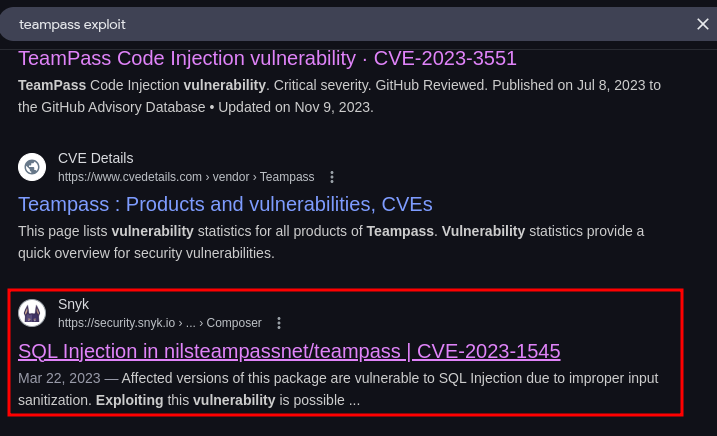 teampass exploit
TeamPass Code Injection vulnerability · CVE-2023-3551
TeamPass Code Injection vulnerability. Critical severity. GitHub Reviewed. Published on Jul 8, 2023 to
the GitHub Advisory Database • Updated on Nov 9, 2023.
CVE Details
https://www.cvedetails.com › vendor › Teampass
Teampass : Products and vulnerabilities, CVEs
This page lists vulnerability statistics for all products of Teampass. Vulnerability statistics provide a
quick overview for security vulnerabilities.
Snyk
https://security.snyk.io › ... › Composer
SQL Injection in nilsteampassnet/teampass | CVE-2023-1545
Mar 22, 2023 — Affected versions of this package are vulnerable to SQL Injection due to improper input
sanitization. Exploiting this vulnerability is possible ...